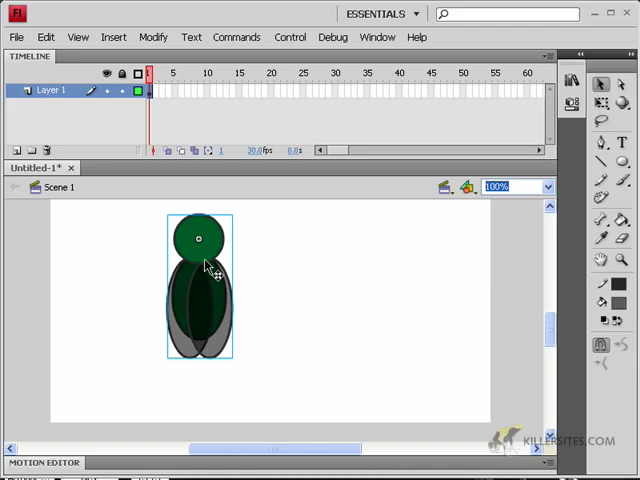 Fl
ESSENTIALS
File Edit View Insert Modify Text Commands Control Debug Window Help
TIMELINE
1 5 10 15 20 25 30 35 40 45 50 55 60
Layer 1
1 30.0fps 0.0s
Untitled-1*
Scene 1
100%
T
KILLERSITES.COM
MOTION EDITOR